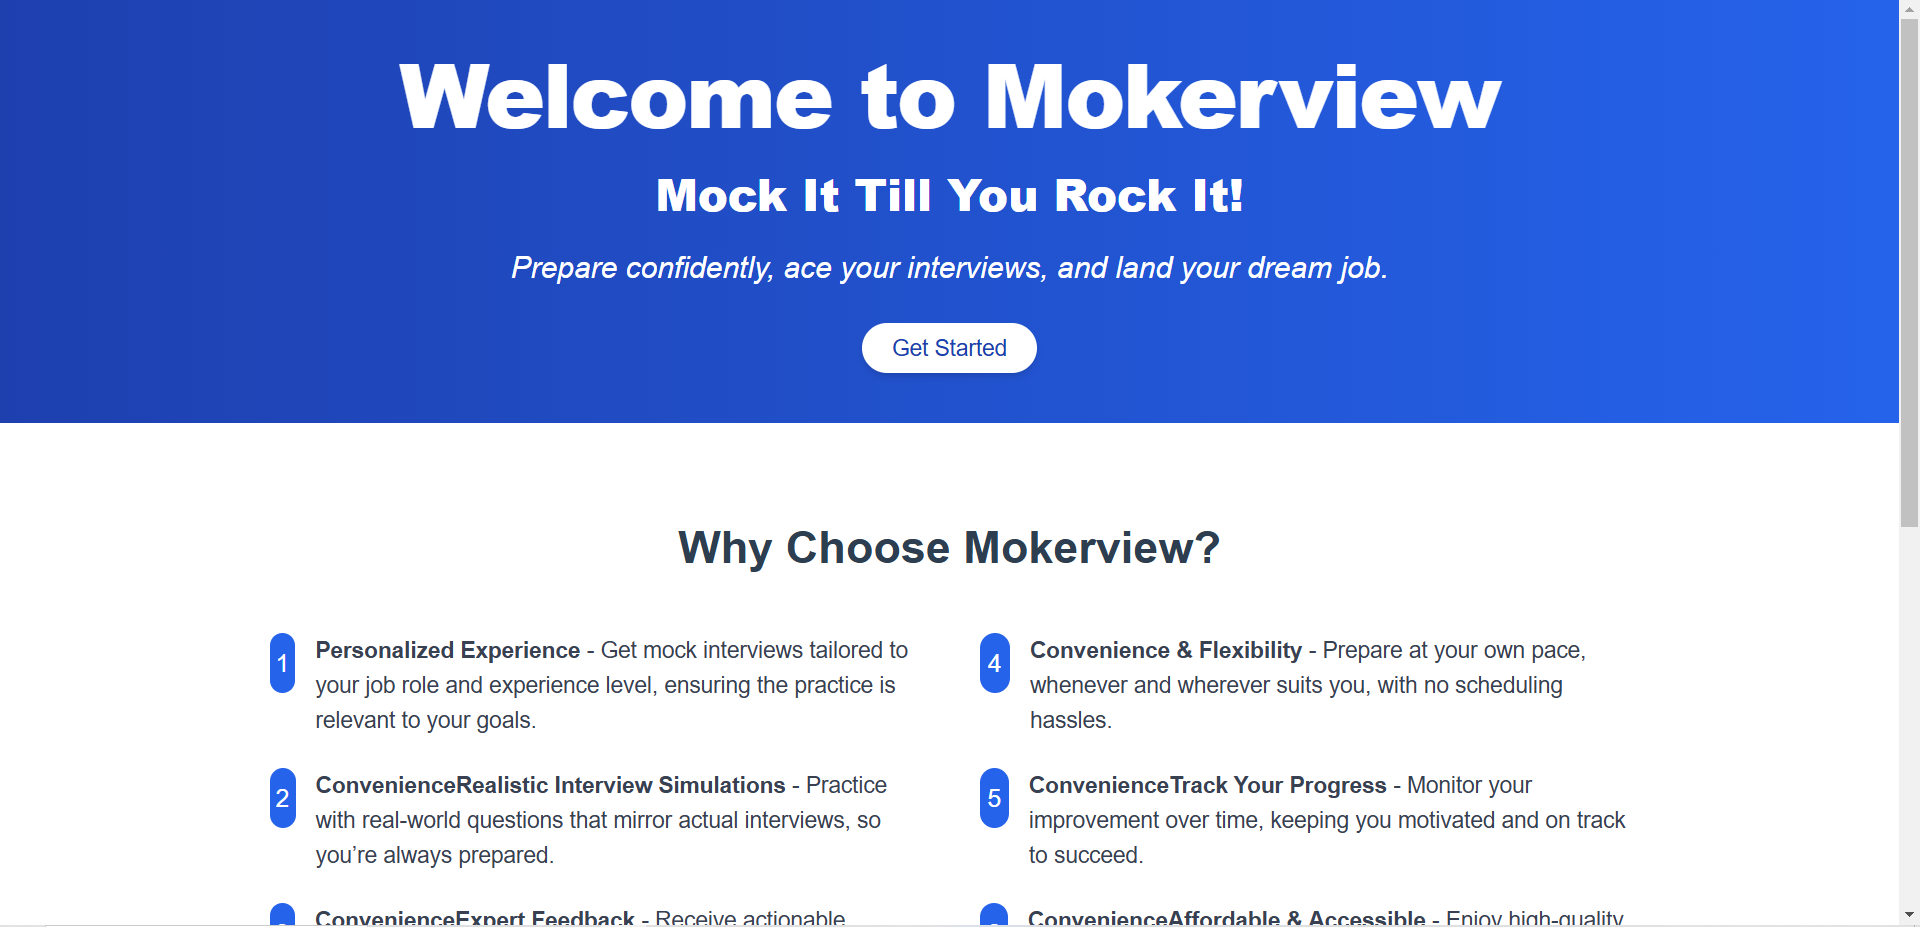 Welcome to Mokerview
Mock It Till You Rock It!
Prepare confidently, ace your interviews, and land your dream job.
Get Started
Why Choose Mokerview?
1
Personalized Experience - Get mock interviews tailored to
your job role and experience level, ensuring the practice is
relevant to your goals.
2
ConvenienceRealistic Interview Simulations - Practice
with real-world questions that mirror actual interviews, so
you’re always prepared.
ConvenienceExpert Feedback - Receive actionable
4
Convenience & Flexibility - Prepare at your own pace,
whenever and wherever suits you, with no scheduling
hassles.
5
ConvenienceTrack Your Progress - Monitor your
improvement over time, keeping you motivated and on track
to succeed.
ConvenienceAffordable & Accessible - Enjoy high-quality